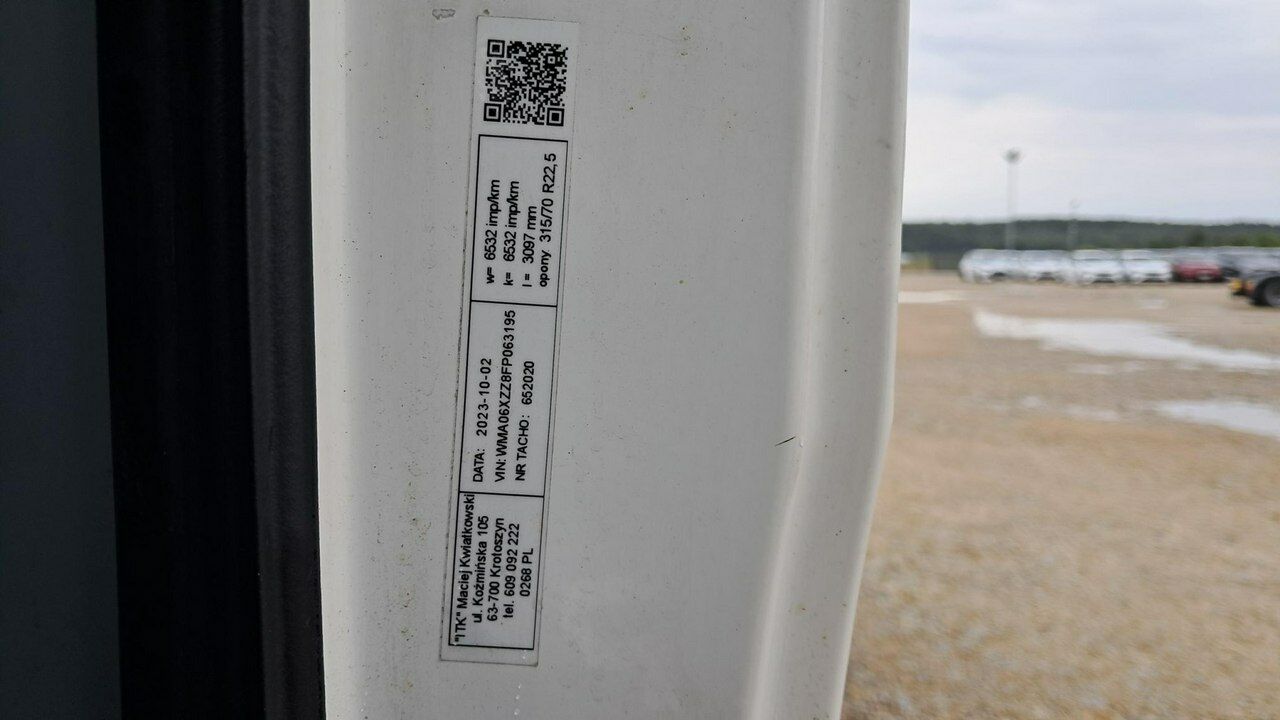 "ITK" Maciej Kwiatkowski
ul. Koźmińska 105
63-700 Krotoszyn
tel. 609 092 222
0268 PL
DATA: 2023-10-02
VIN: WMA06XZZ8FP063195
NR TACHO: 652020
w= 6532 imp/km
k= 6532 imp/km
l = 3097 mm
opony 315/70 R22,5